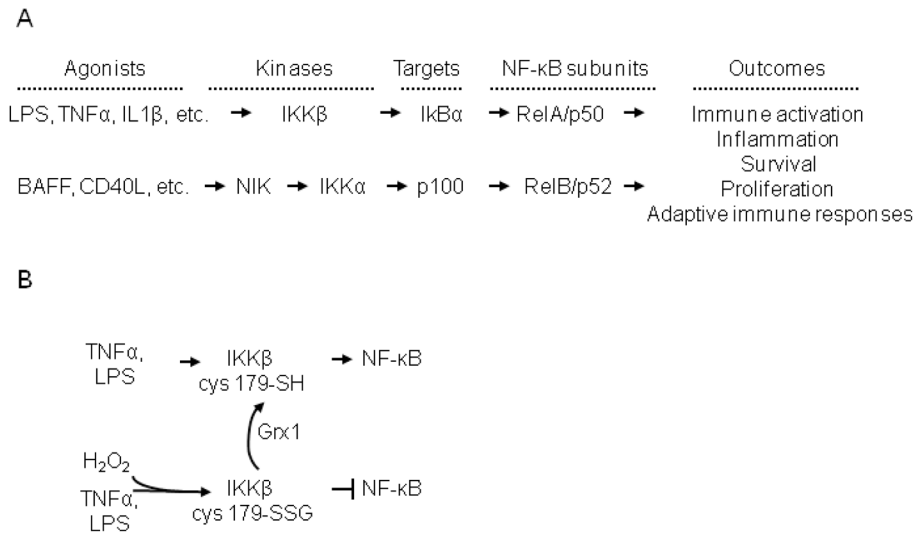 A
Agonists Kinases Targets NF-κB subunits Outcomes
LPS, TNFα, IL1β, etc. IKKβ IkBα RelA/p50 Immune activation
Inflammation
Survival
BAFF, CD40L, etc. NIK IKKα p100 RelB/p52 Proliferation
Adaptive immune responses
B
TNFα,
LPS
IKKβ
cys 179-SH
NF-κB
Grx1
H₂O₂
TNFα,
LPS
IKKβ
cys 179-SSG
NF-κB